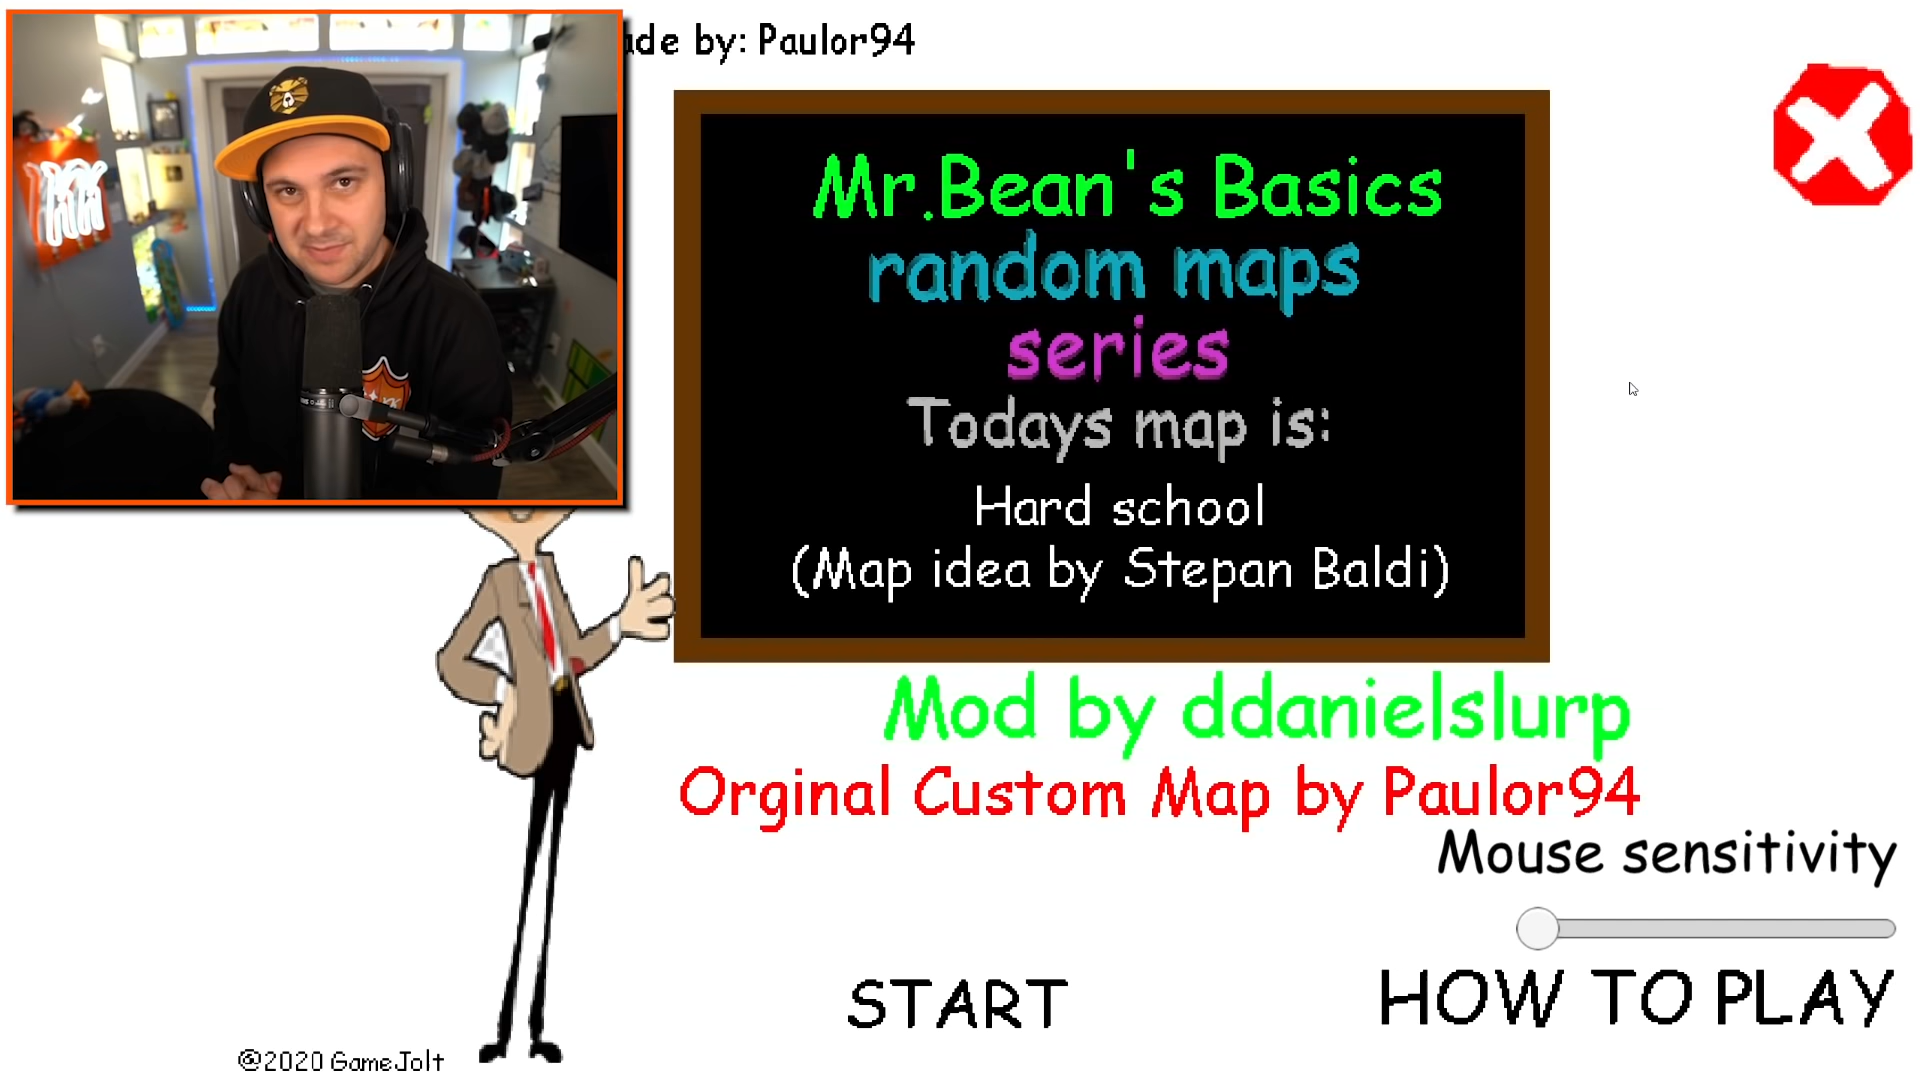 by: Paulor94
Mr.Bean's Basics
random maps
series
Todays map is:
Hard school
(Map idea by Stepan Baldi)
Mod by ddanielslurp
Orginal Custom Map by Paulor94
Mouse sensitivity
START
HOW TO PLAY
@2020 GameJolt